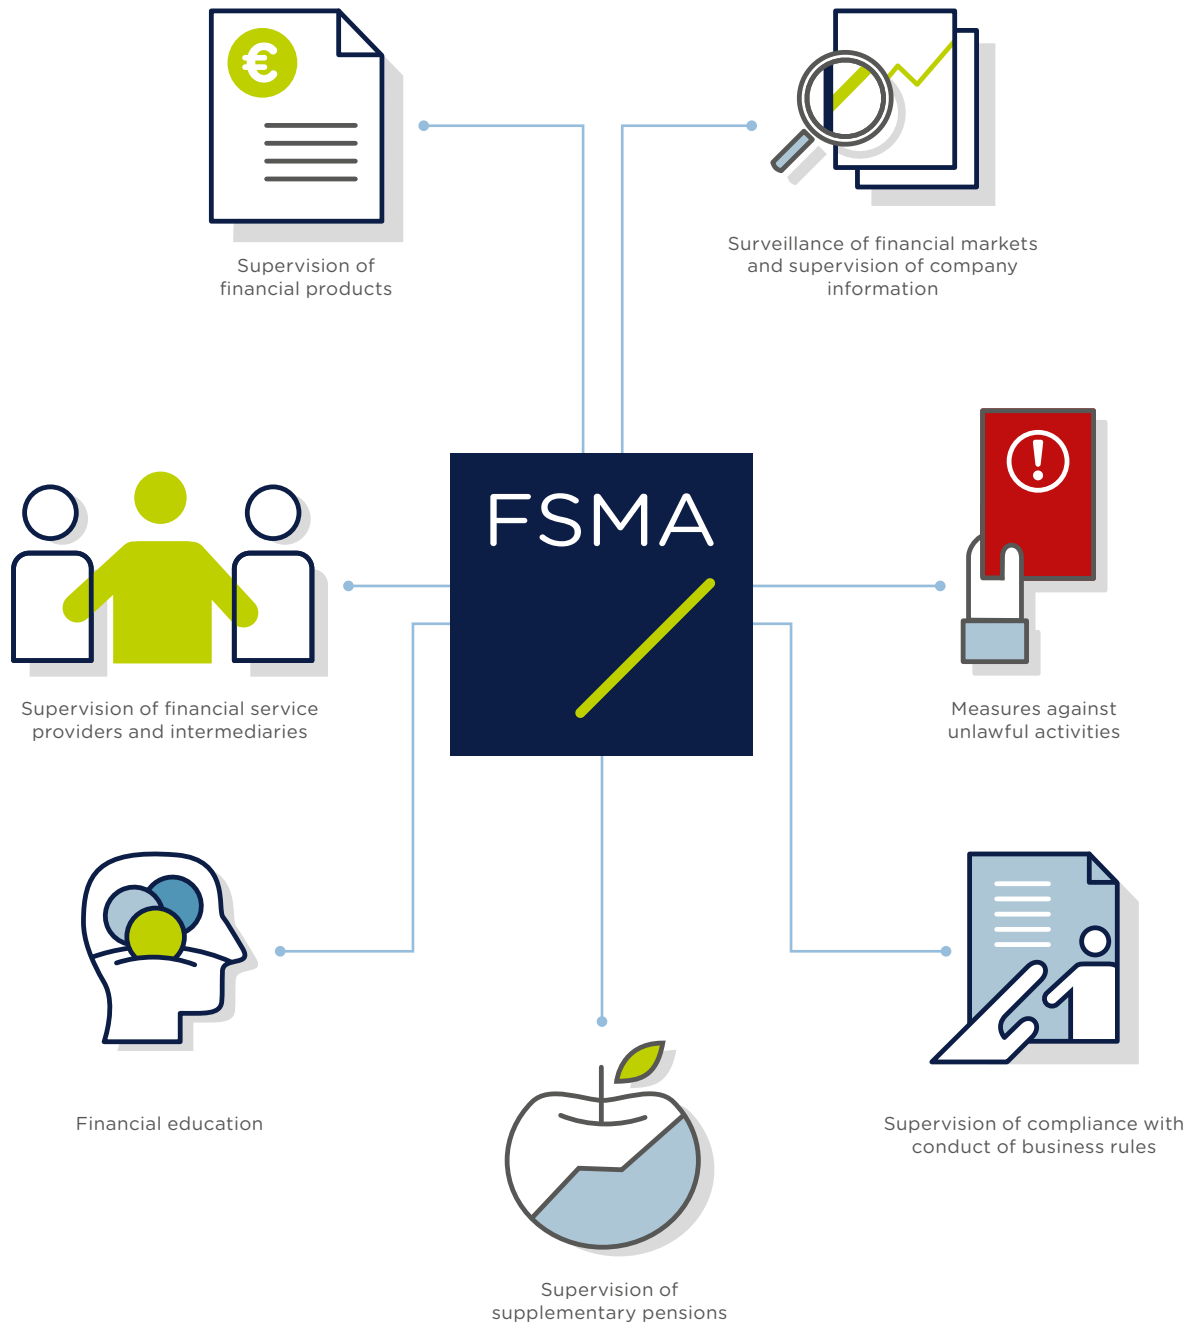 €
Supervision of
financial products
Surveillance of financial markets
and supervision of company
information
FSMA
!
Supervision of financial service
providers and intermediaries
Measures against
unlawful activities
Financial education
Supervision of compliance with
conduct of business rules
Supervision of
supplementary pensions